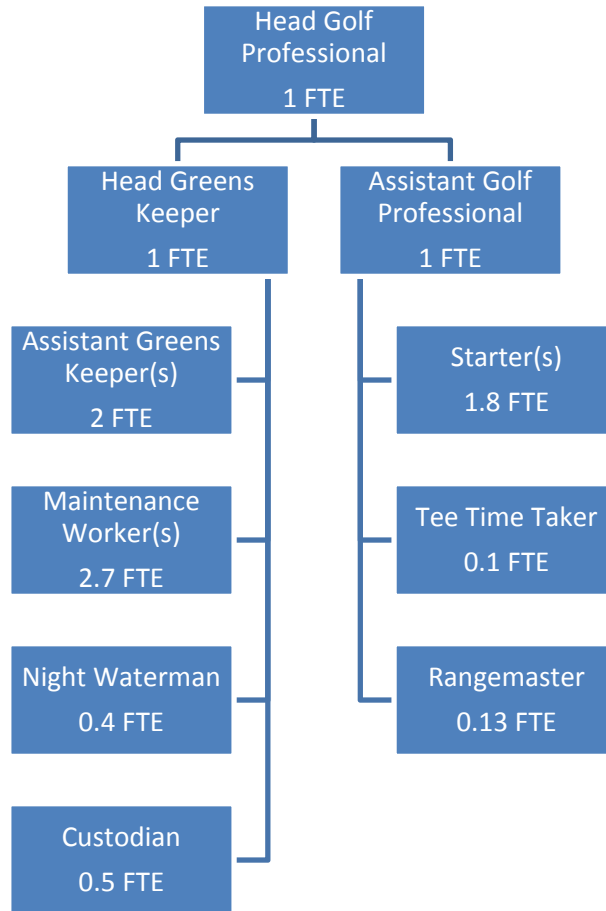 Head Golf
Professional
1 FTE
Head Greens
Keeper
1 FTE
Assistant Golf
Professional
1 FTE
Assistant Greens
Keeper(s)
2 FTE
Maintenance
Worker(s)
2.7 FTE
Night Waterman
0.4 FTE
Custodian
0.5 FTE
Starter(s)
1.8 FTE
Tee Time Taker
0.1 FTE
Rangemaster
0.13 FTE